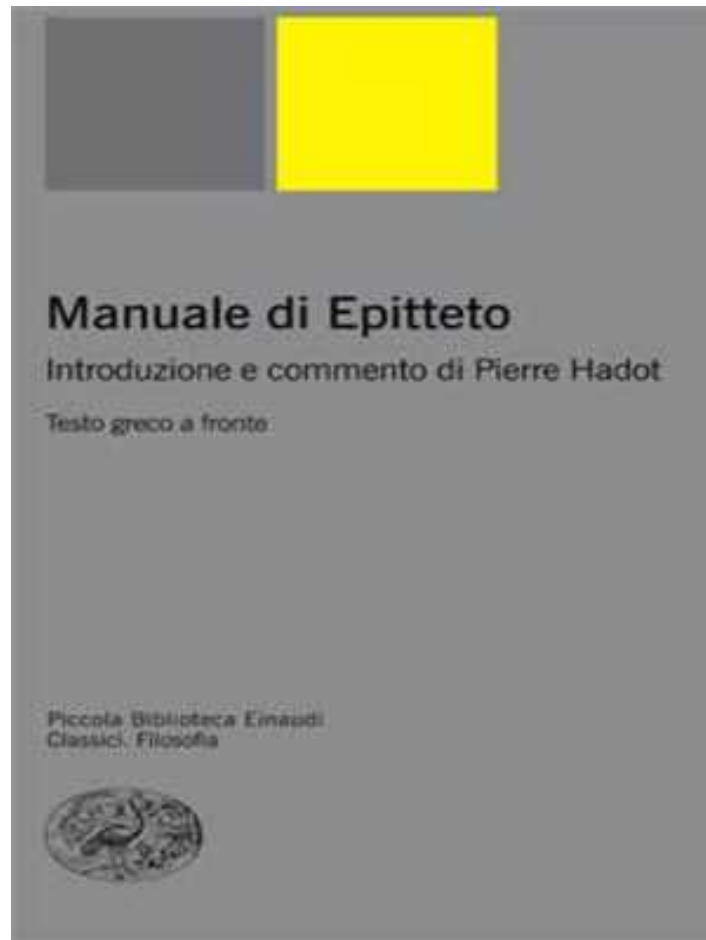 Manuale di Epitteto
Introduzione e commento di Pierre Hadot
Testo greco a fronte
Piccola Biblioteca Einaudi
Classici. Filosofia